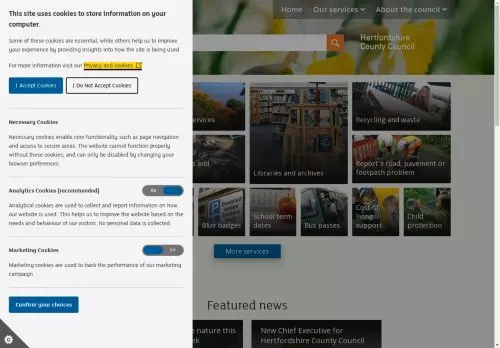 This site uses cookies to store information on your
computer.
Some of these cookies are essential, while others help us to improve
your experience by providing insights into how the site is being used
For more information visit our Privacy and cookies
I Accept Cookies
I Do Not Accept Cookies
Necessary Cookies
Necessary cookies enable core functionality such as page navigation
and access to secure areas. The website cannot function properly
without these cookies, and can only be disabled by changing your
browser preferences.
Analytics Cookies (recommended)
Analytical cookies are used to collect and report information on how
our website is used. This helps us to improve the website based on the
needs and behaviour of our visitors. No personal data is collected.
Marketing Cookies
Marketing cookies are used to track the performance of our marketing
campaign
Confirm your choices
Home
Our services
About the council
Hertfordshire
County Council
services
Libraries and archives
Recycling and waste
s and
Report a road, pavement or
footpath problem
Blue badges
School term
dates
Bus passes
Cost of
living
support
Child
protection
More services
Featured news
e nature this
ek
New Chief Executive for
Hertfordshire County Council